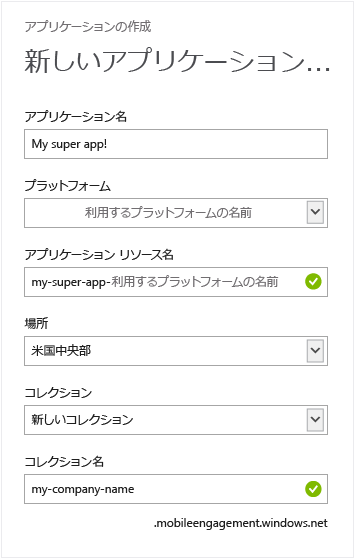 アプリケーションの作成
新しいアプリケーション...
アプリケーション名
My super app!
プラットフォーム
利用するプラットフォームの名前
アプリケーション リソース名
my-super-app-利用するプラットフォームの名前
場所
米国中央部
コレクション
新しいコレクション
コレクション名
my-company-name
.mobileengagement.windows.net